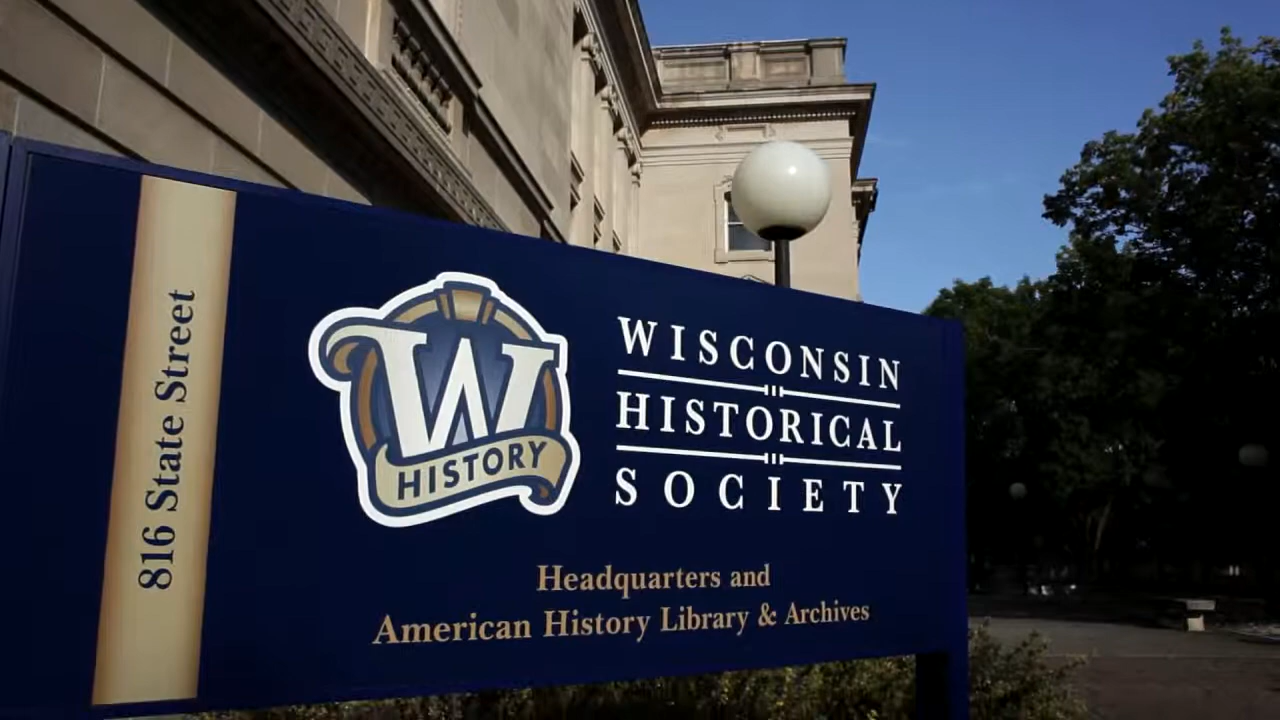 816 State Street
W
HISTORY
WISCONSIN
HISTORICAL
SOCIETY
Headquarters and
American History Library & Archives